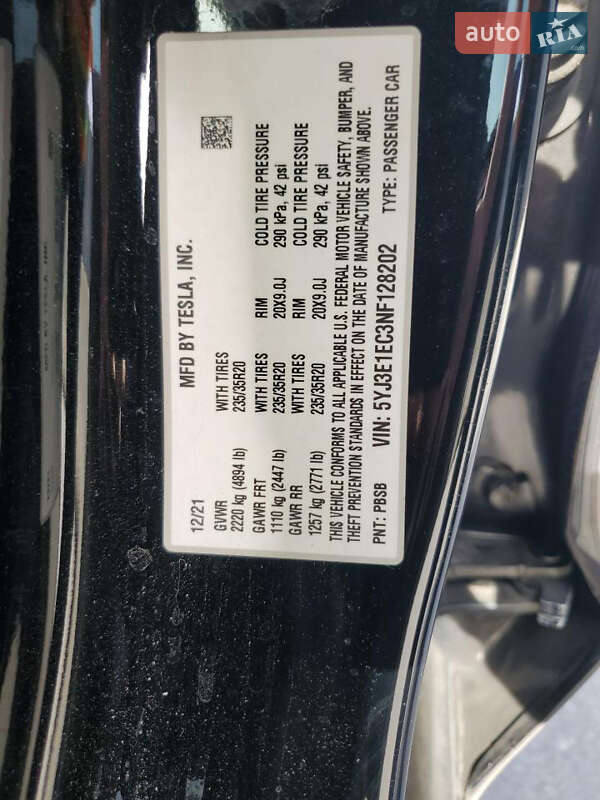 auto RIA.com
12/21 MFD BY TESLA, INC.
GVWR WITH TIRES
2220 kg (4894 lb) 235/35R20
GAWR FRT WITH TIRES RIM COLD TIRE PRESSURE
1110 kg (2447 lb) 235/35R20 20X9.0J 290 kPa, 42 psi
GAWR RR WITH TIRES RIM COLD TIRE PRESSURE
1257 kg (2771 lb) 235/35R20 20X9.0J 290 kPa, 42 psi
THIS VEHICLE CONFORMS TO ALL APPLICABLE U.S. FEDERAL MOTOR VEHICLE SAFETY, BUMPER, AND
THEFT PREVENTION STANDARDS IN EFFECT ON THE DATE OF MANUFACTURE SHOWN ABOVE.
VIN: 5YJ3E1EC3NF128202
PNT: PBSB TYPE: PASSENGER CAR